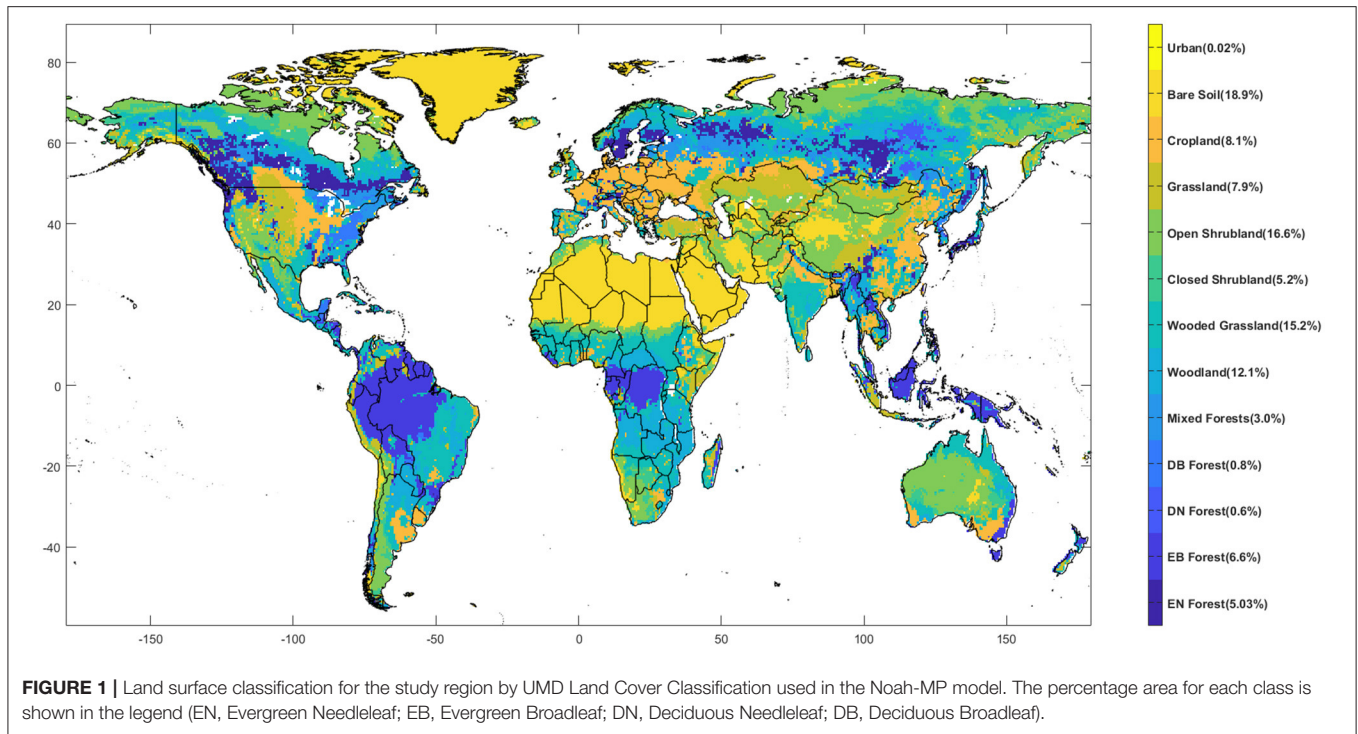 80
60
40
20
0
-20
-40
-150
-100
-50
0
50
100
150
Urban(0.02%)
Bare Soil(18.9%)
Cropland(8.1%)
Grassland(7.9%)
Open Shrubland(16.6%)
Closed Shrubland(5.2%)
Wooded Grassland(15.2%)
Woodland(12.1%)
Mixed Forests(3.0%)
DB Forest(0.8%)
DN Forest(0.6%)
EB Forest(6.6%)
EN Forest(5.03%)
FIGURE 1 | Land surface classification for the study region by UMD Land Cover Classification used in the Noah-MP model. The percentage area for each class is
shown in the legend (EN, Evergreen Needleleaf; EB, Evergreen Broadleaf; DN, Deciduous Needleleaf; DB, Deciduous Broadleaf).